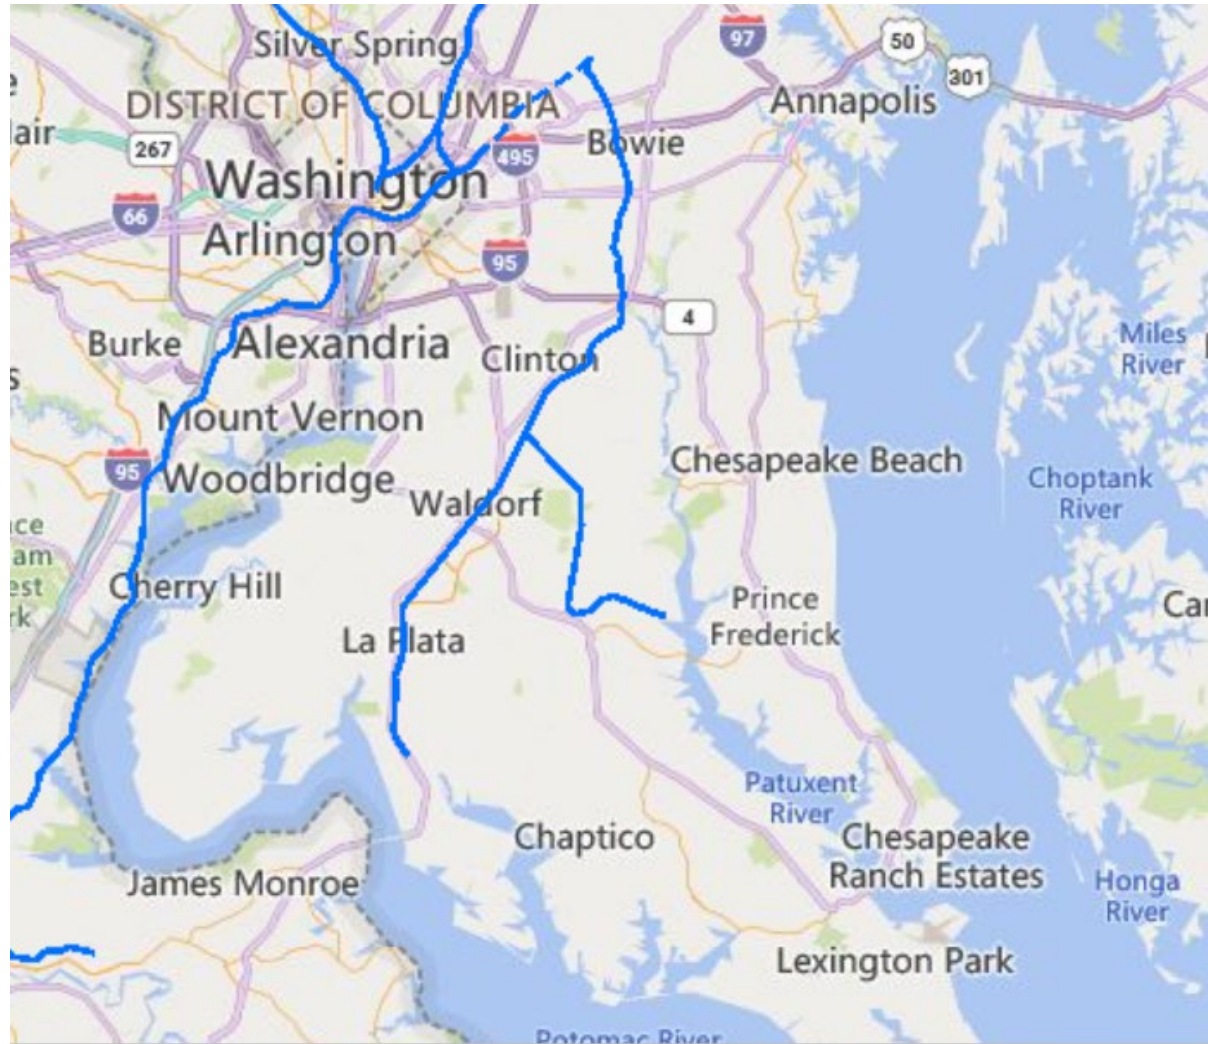 Silver Spring
97
50
301
DISTRICT OF COLUMBIA
Annapolis
267
495
Bowie
Washington
66
Arlington
95
4
Burke
Alexandria
Clinton
Miles
River
Mount Vernon
95
Woodbridge
Chesapeake Beach
Choptank
River
Waldorf
Cherry Hill
Prince
Frederick
La Plata
Patuxent
River
Chaptico
Chesapeake
Ranch Estates
James Monroe
Honga
River
Lexington Park
Potomac River